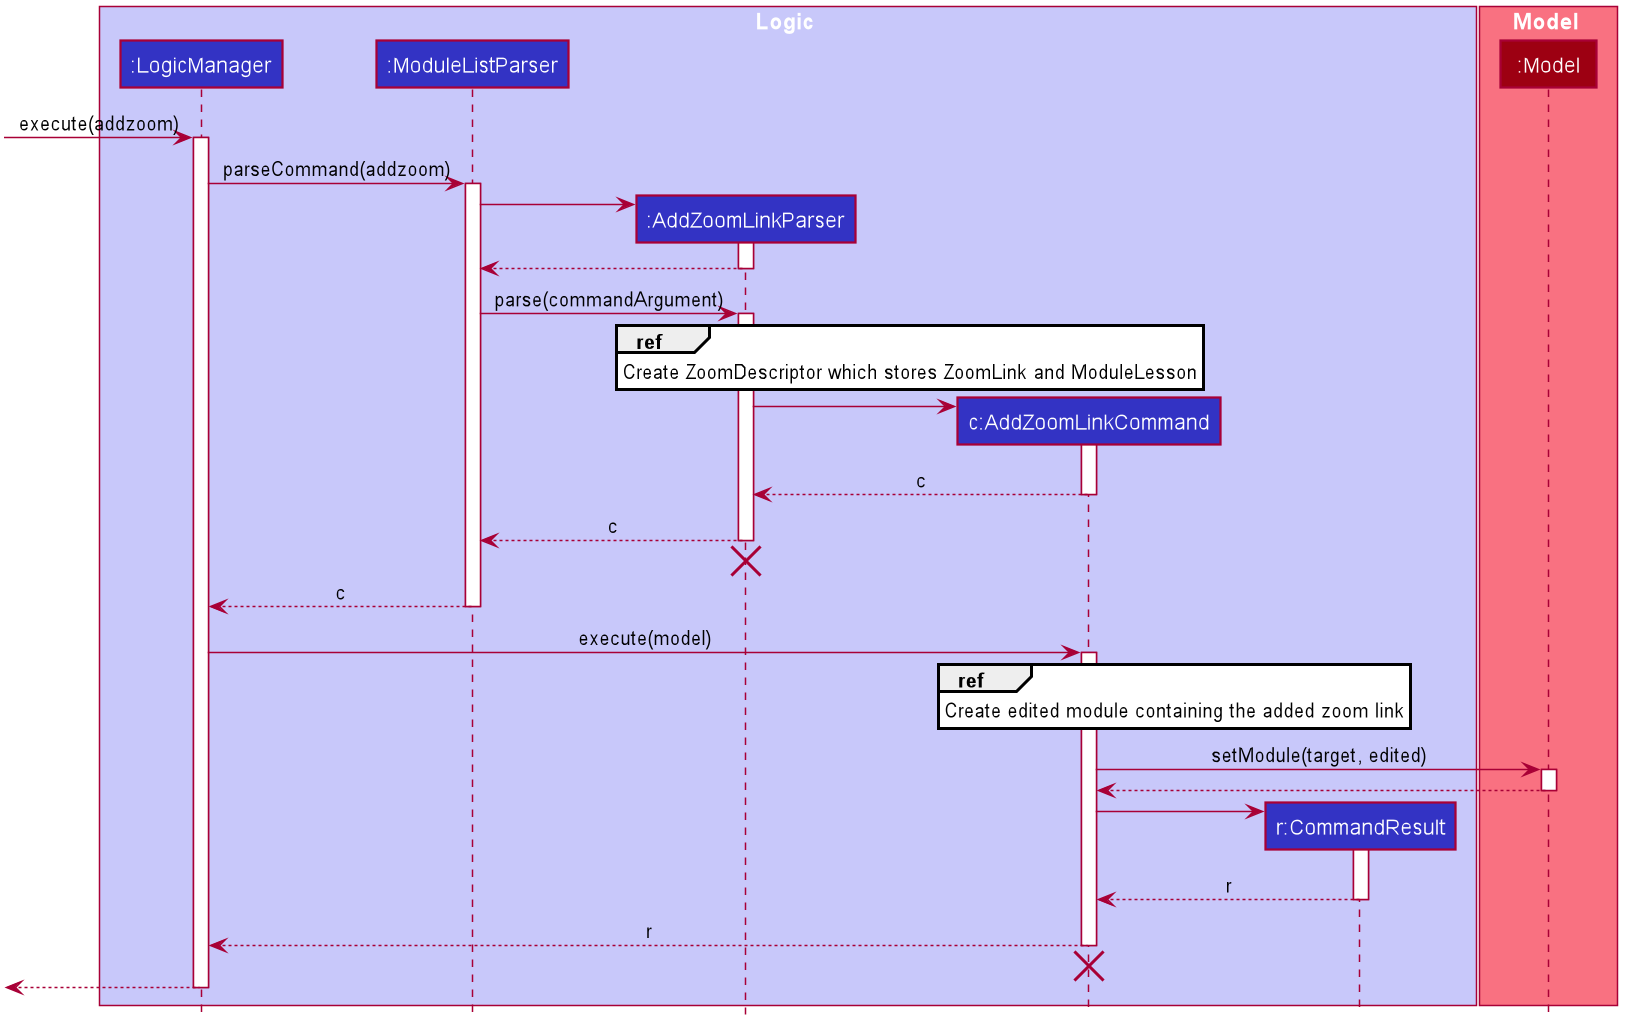 Logic
Model
:LogicManager
:ModuleListParser
:Model
execute(addzoom)
parseCommand(addzoom)
:AddZoomLinkParser
parse(commandArgument)
ref
Create ZoomDescriptor which stores ZoomLink and ModuleLesson
c:AddZoomLinkCommand
c
c
c
execute(model)
ref
Create edited module containing the added zoom link
setModule(target, edited)
r:CommandResult
r
r